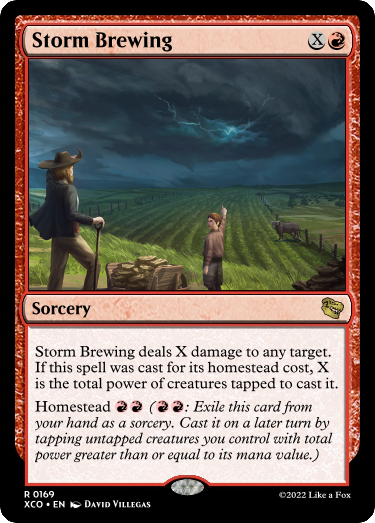 Storm Brewing X R
Sorcery
Storm Brewing deals X damage to any target.
If this spell was cast for its homestead cost, X
is the total power of creatures tapped to cast it.
Homestead (: Exile this card from
your hand as a sorcery. Cast it on a later turn by
tapping untapped creatures you control with total
power greater than or equal to its mana value.)
R 0169
XCO • EN DAVID VILLEGAS
©2022 Like a Fox